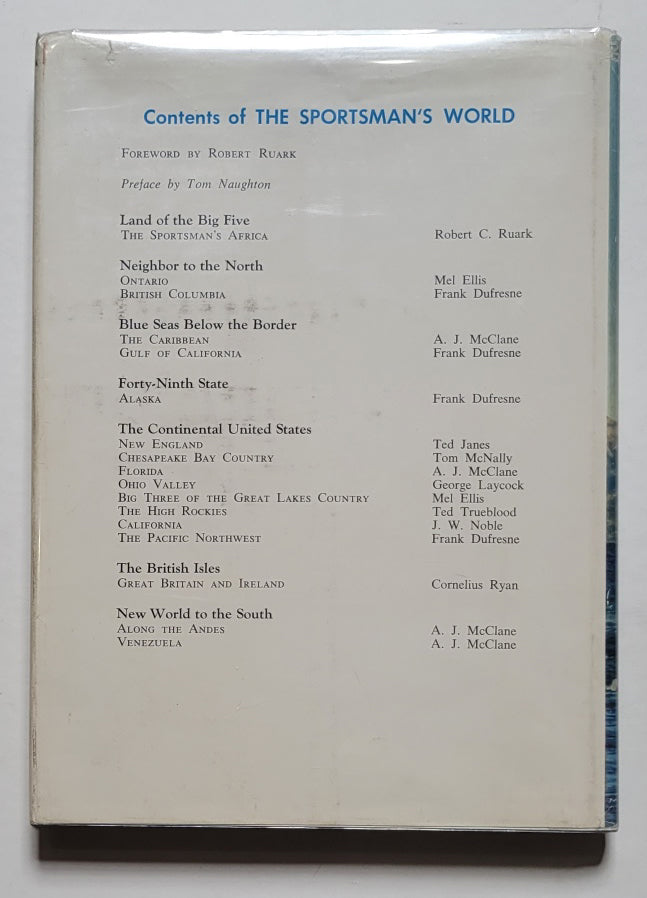 Contents of THE SPORTSMAN'S WORLD
FOREWORD BY ROBERT RUARK
Preface by Tom Naughton
Land of the Big Five
THE SPORTSMAN'S AFRICA Robert C. Ruark
Neighbor to the North
ONTARIO Mel Ellis
BRITISH COLUMBIA Frank Dufresne
Blue Seas Below the Border
THE CARIBBEAN A. J. McClane
GULF OF CALIFORNIA Frank Dufresne
Forty-Ninth State
ALASKA Frank Dufresne
The Continental United States
NEW ENGLAND Ted Janes
CHESAPEAKE BAY COUNTRY Tom McNally
FLORIDA A. J. McClane
OHIO VALLEY George Laycock
BIG THREE OF THE GREAT LAKES COUNTRY Mel Ellis
THE HIGH ROCKIES Ted Trueblood
CALIFORNIA J. W. Noble
THE PACIFIC NORTHWEST Frank Dufresne
The British Isles
GREAT BRITAIN AND IRELAND Cornelius Ryan
New World to the South
ALONG THE ANDES A. J. McClane
VENEZUELA A. J. McClane